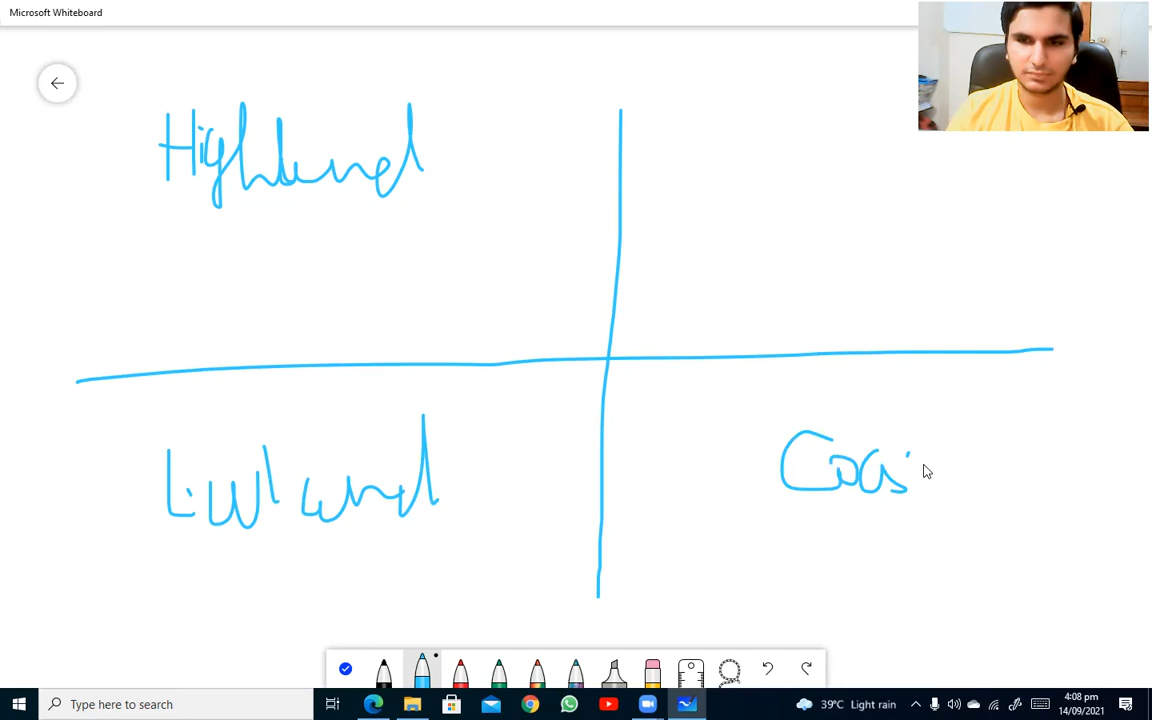 Microsoft Whiteboard
Highland
Lowland
Coas
Type here to search
39°C Light rain
4:08 pm
14/09/2021